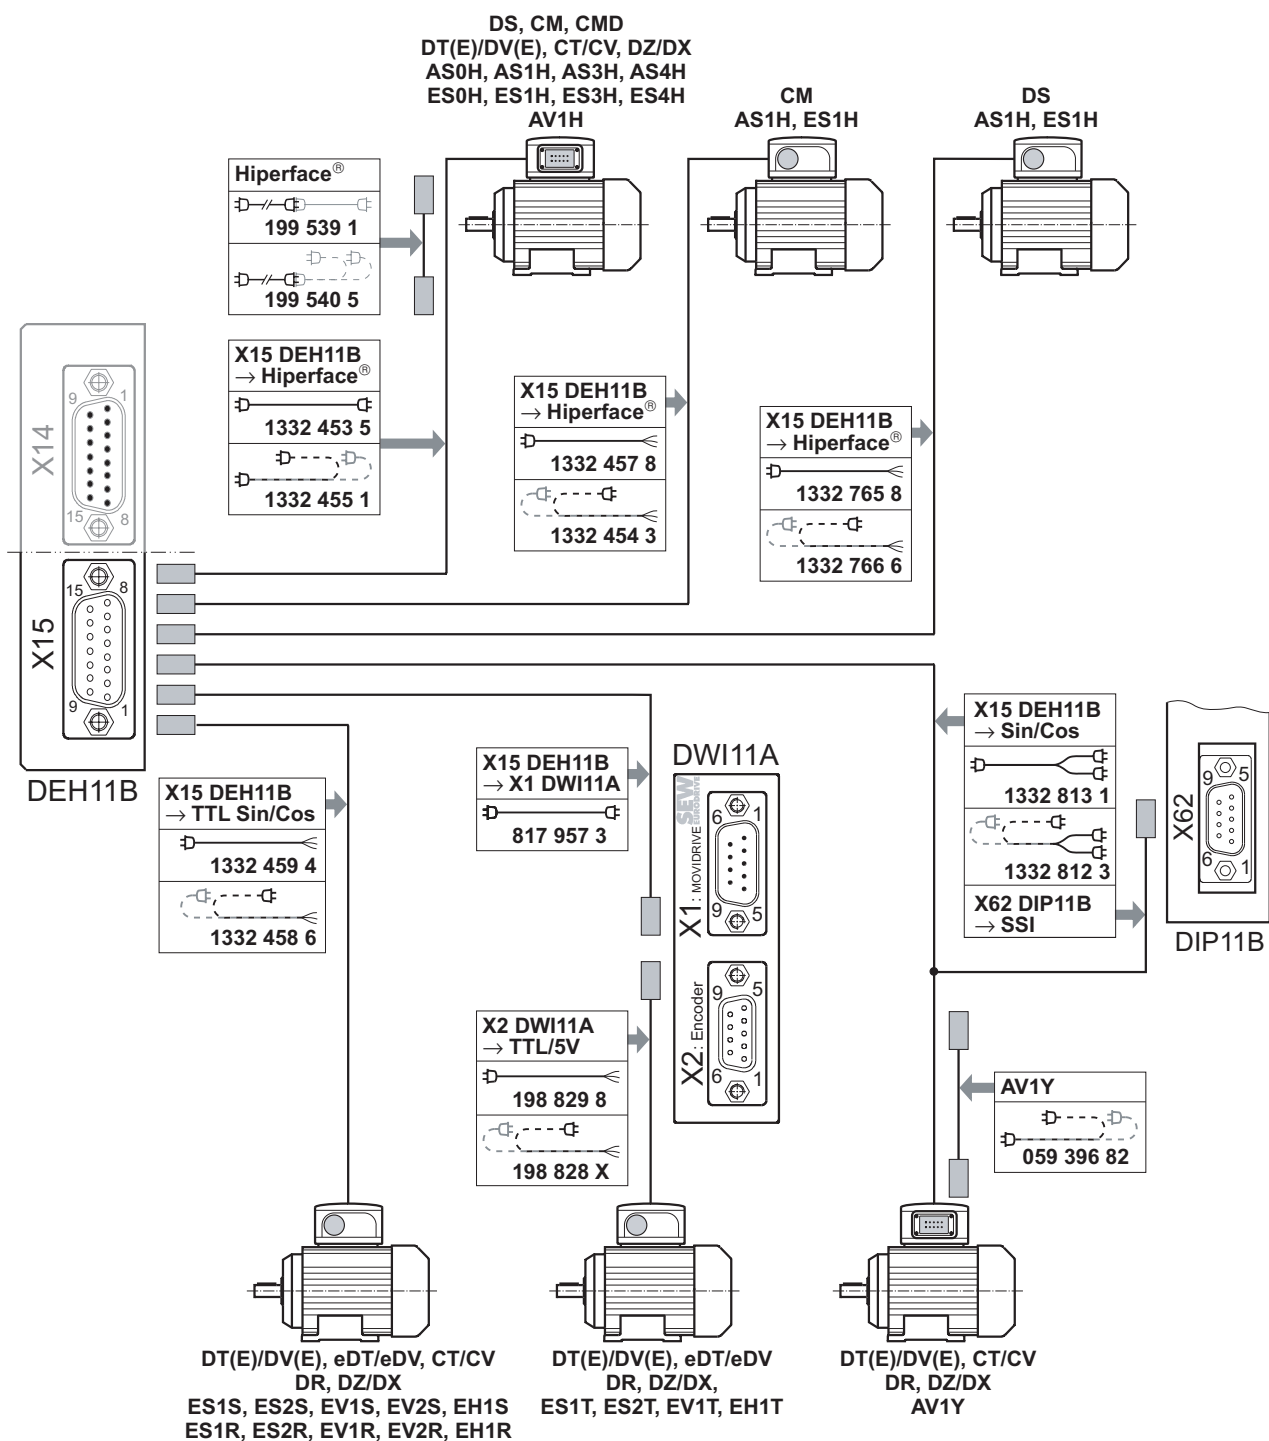 DS, CM, CMD
DT(E)/DV(E), CT/CV, DZ/DX
AS0H, AS1H, AS3H, AS4H
ES0H, ES1H, ES3H, ES4H
AV1H
CM
AS1H, ES1H
DS
AS1H, ES1H
Hiperface®
199 539 1
199 540 5
X15 DEH11B
→ Hiperface®
1332 453 5
1332 455 1
X15 DEH11B
→ Hiperface®
1332 457 8
1332 454 3
X15 DEH11B
→ Hiperface®
1332 765 8
1332 766 6
X14
9
1
15
8
X15
15
8
9
1
DEH11B
X15 DEH11B
→ TTL Sin/Cos
1332 459 4
1332 458 6
X15 DEH11B
→ X1 DWI11A
817 957 3
DWI11A
SEW
EURODRIVE
X1: MOVIDRIVE
6
1
9
5
X2: Encoder
9
5
6
1
X2 DWI11A
→ TTL/5V
198 829 8
198 828 X
X15 DEH11B
→ Sin/Cos
1332 813 1
1332 812 3
X62 DIP11B
→ SSI
X62
9
5
6
1
DIP11B
AV1Y
059 396 82
DT(E)/DV(E), eDT/eDV, CT/CV
DR, DZ/DX
ES1S, ES2S, EV1S, EV2S, EH1S
ES1R, ES2R, EV1R, EV2R, EH1R
DT(E)/DV(E), eDT/eDV
DR, DZ/DX,
ES1T, ES2T, EV1T, EH1T
DT(E)/DV(E), CT/CV
DR, DZ/DX
AV1Y